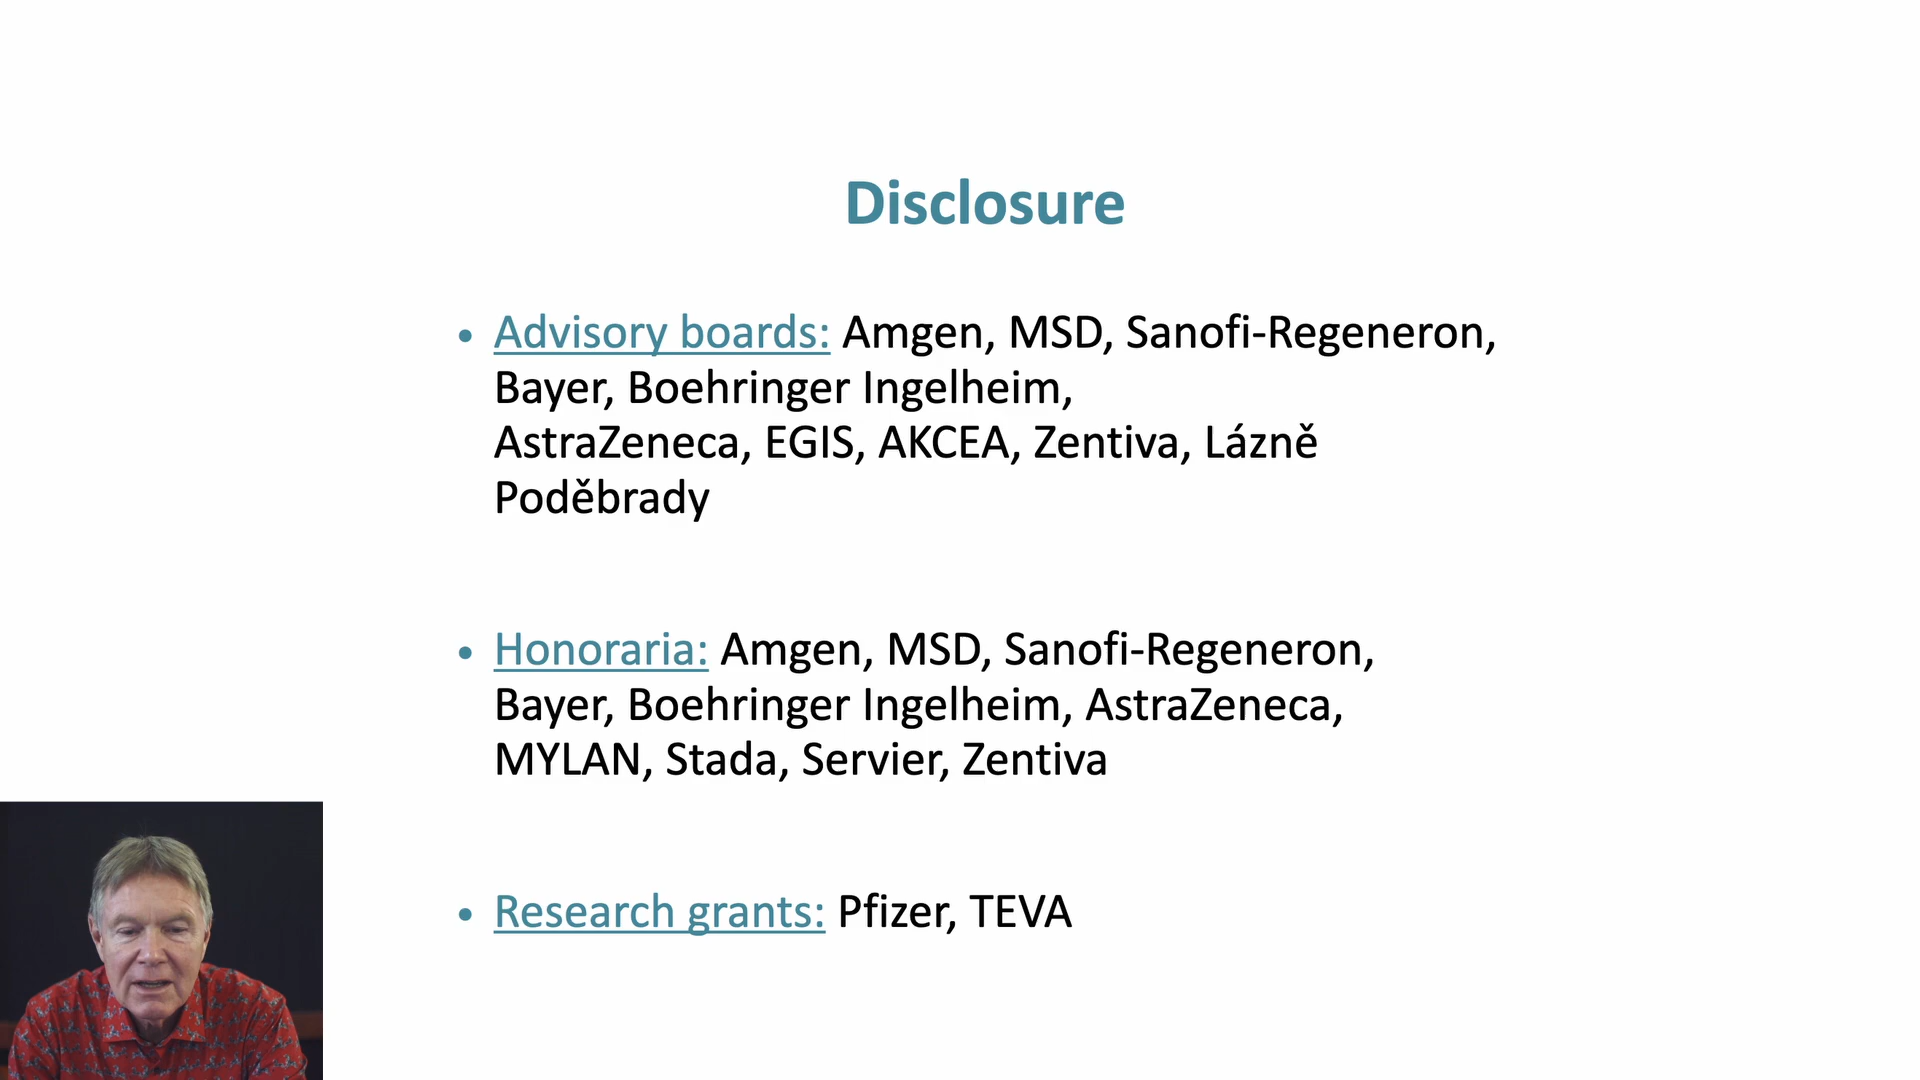 Disclosure
• Advisory boards: Amgen, MSD, Sanofi-Regeneron,
Bayer, Boehringer Ingelheim,
AstraZeneca, EGIS, AKCEA, Zentiva, Lázně
Poděbrady
• Honoraria: Amgen, MSD, Sanofi-Regeneron,
Bayer, Boehringer Ingelheim, AstraZeneca,
MYLAN, Stada, Servier, Zentiva
• Research grants: Pfizer, TEVA